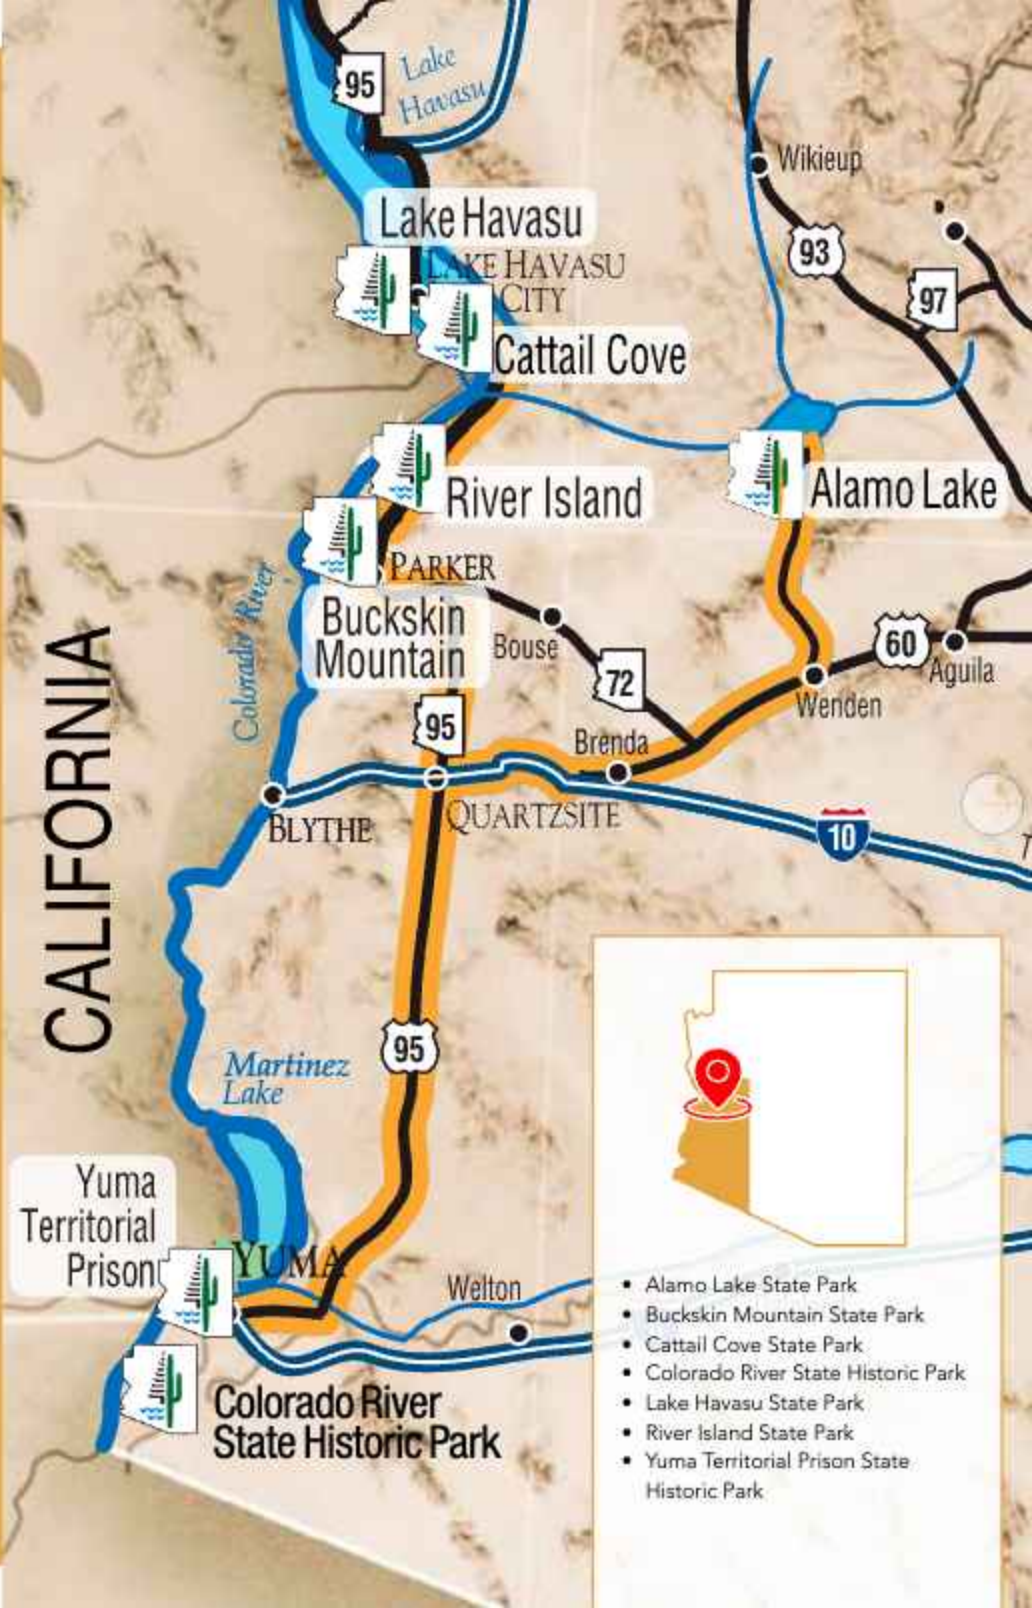 95
Lake
Havasu
Wikieup
93
97
Lake Havasu
LAKE HAVASU
CITY
Cattail Cove
River Island
Alamo Lake
Colorado River
PARKER
Buckskin
Mountain
Bouse
72
60
Aguila
Wenden
95
Brenda
CALIFORNIA
BLYTHE
QUARTZSITE
10
95
Martinez
Lake
Yuma
Territorial
Prison
YUMA
Welton
Colorado River
State Historic Park
• Alamo Lake State Park
• Buckskin Mountain State Park
• Cattail Cove State Park
• Colorado River State Historic Park
• Lake Havasu State Park
• River Island State Park
• Yuma Territorial Prison State
Historic Park